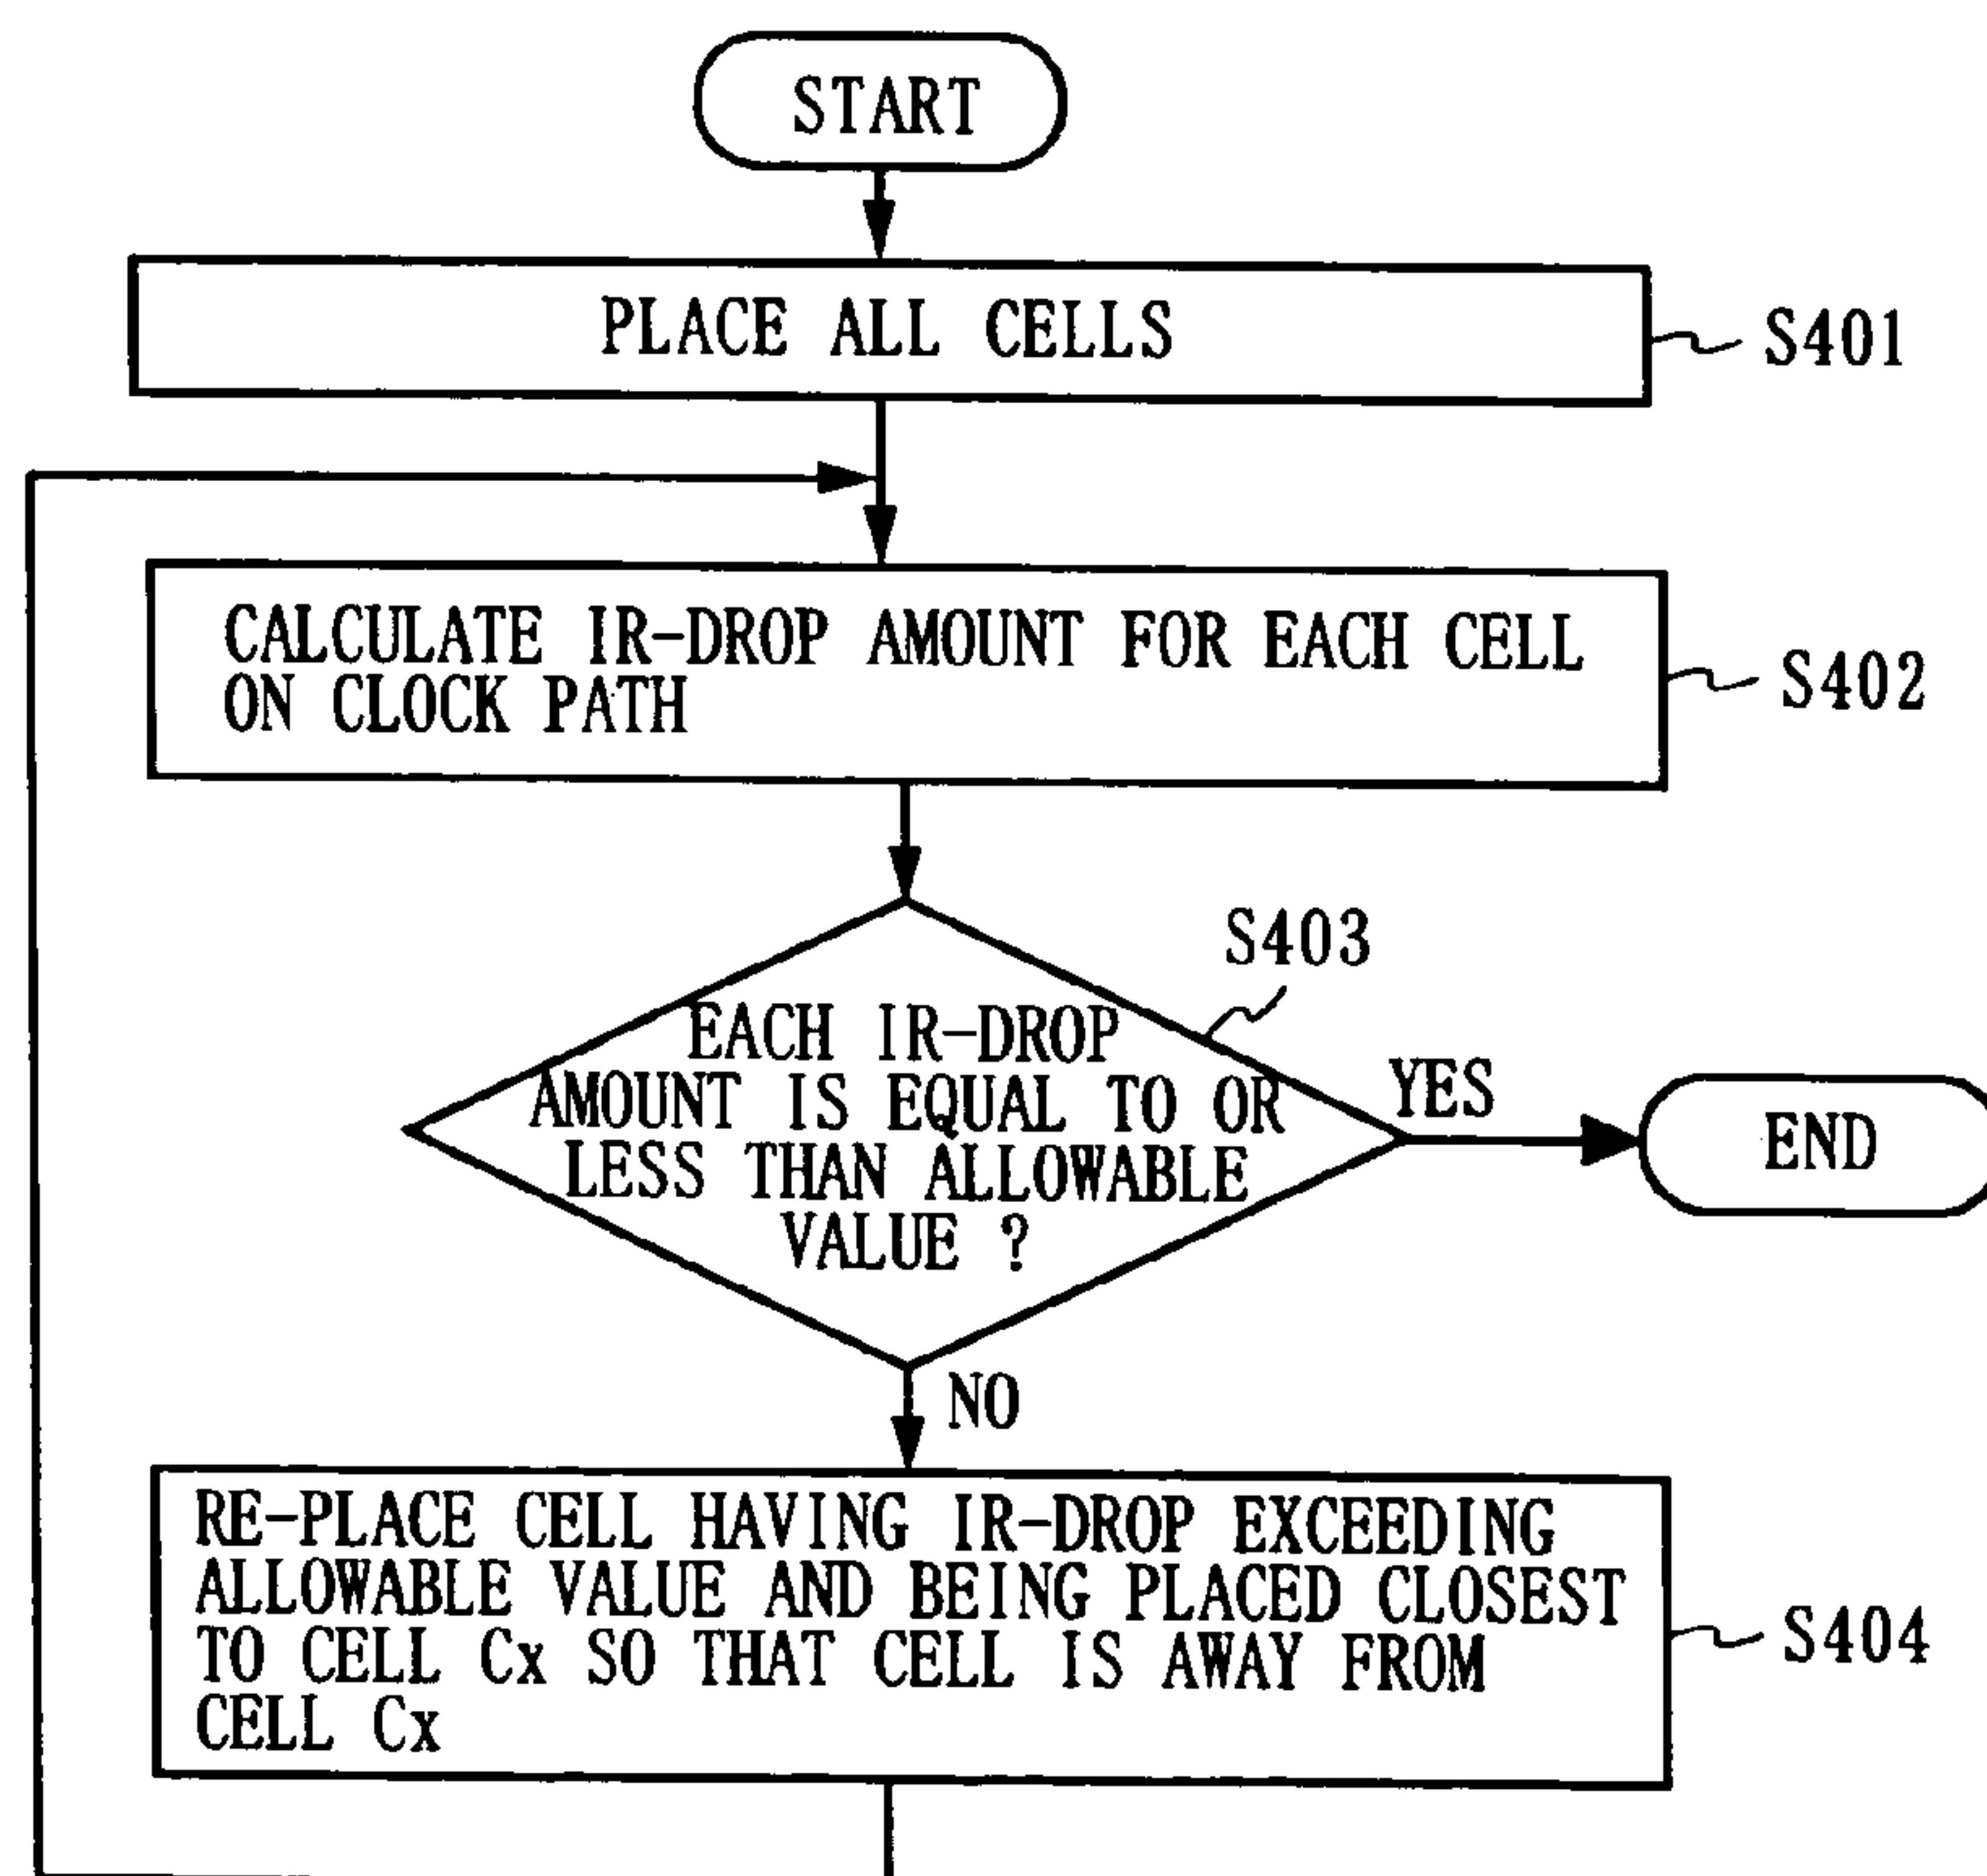 START
PLACE ALL CELLS
S401
CALCULATE IR-DROP AMOUNT FOR EACH CELL
ON CLOCK PATH
S402
S403
EACH IR-DROP
AMOUNT IS EQUAL TO OR
LESS THAN ALLOWABLE
VALUE ?
YES
END
NO
RE-PLACE CELL HAVING IR-DROP EXCEEDING
ALLOWABLE VALUE AND BEING PLACED CLOSEST
TO CELL Cx SO THAT CELL IS AWAY FROM
CELL Cx
S404